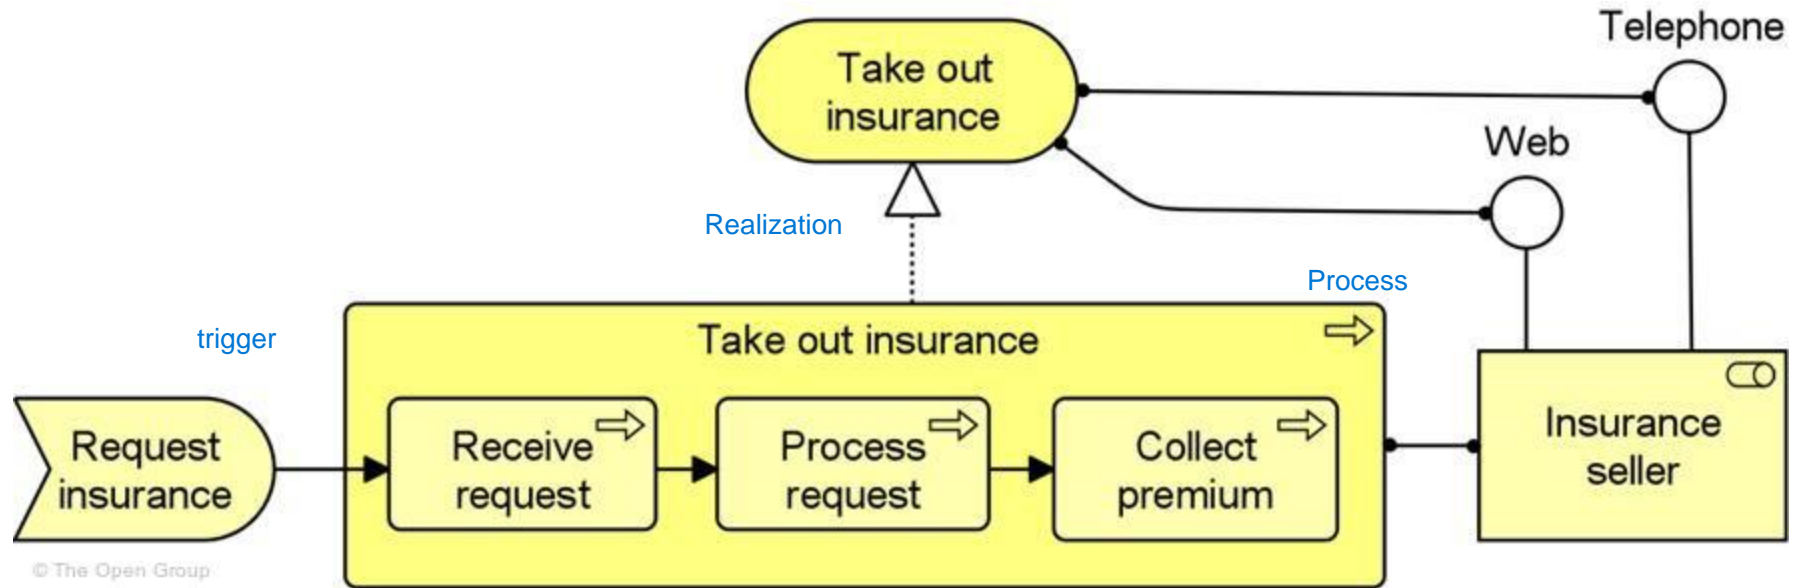 Telephone
Take out
insurance
Web
Realization
Process
trigger
Take out insurance
Request
insurance
Receive
request
Process
request
Collect
premium
Insurance
seller
© The Open Group